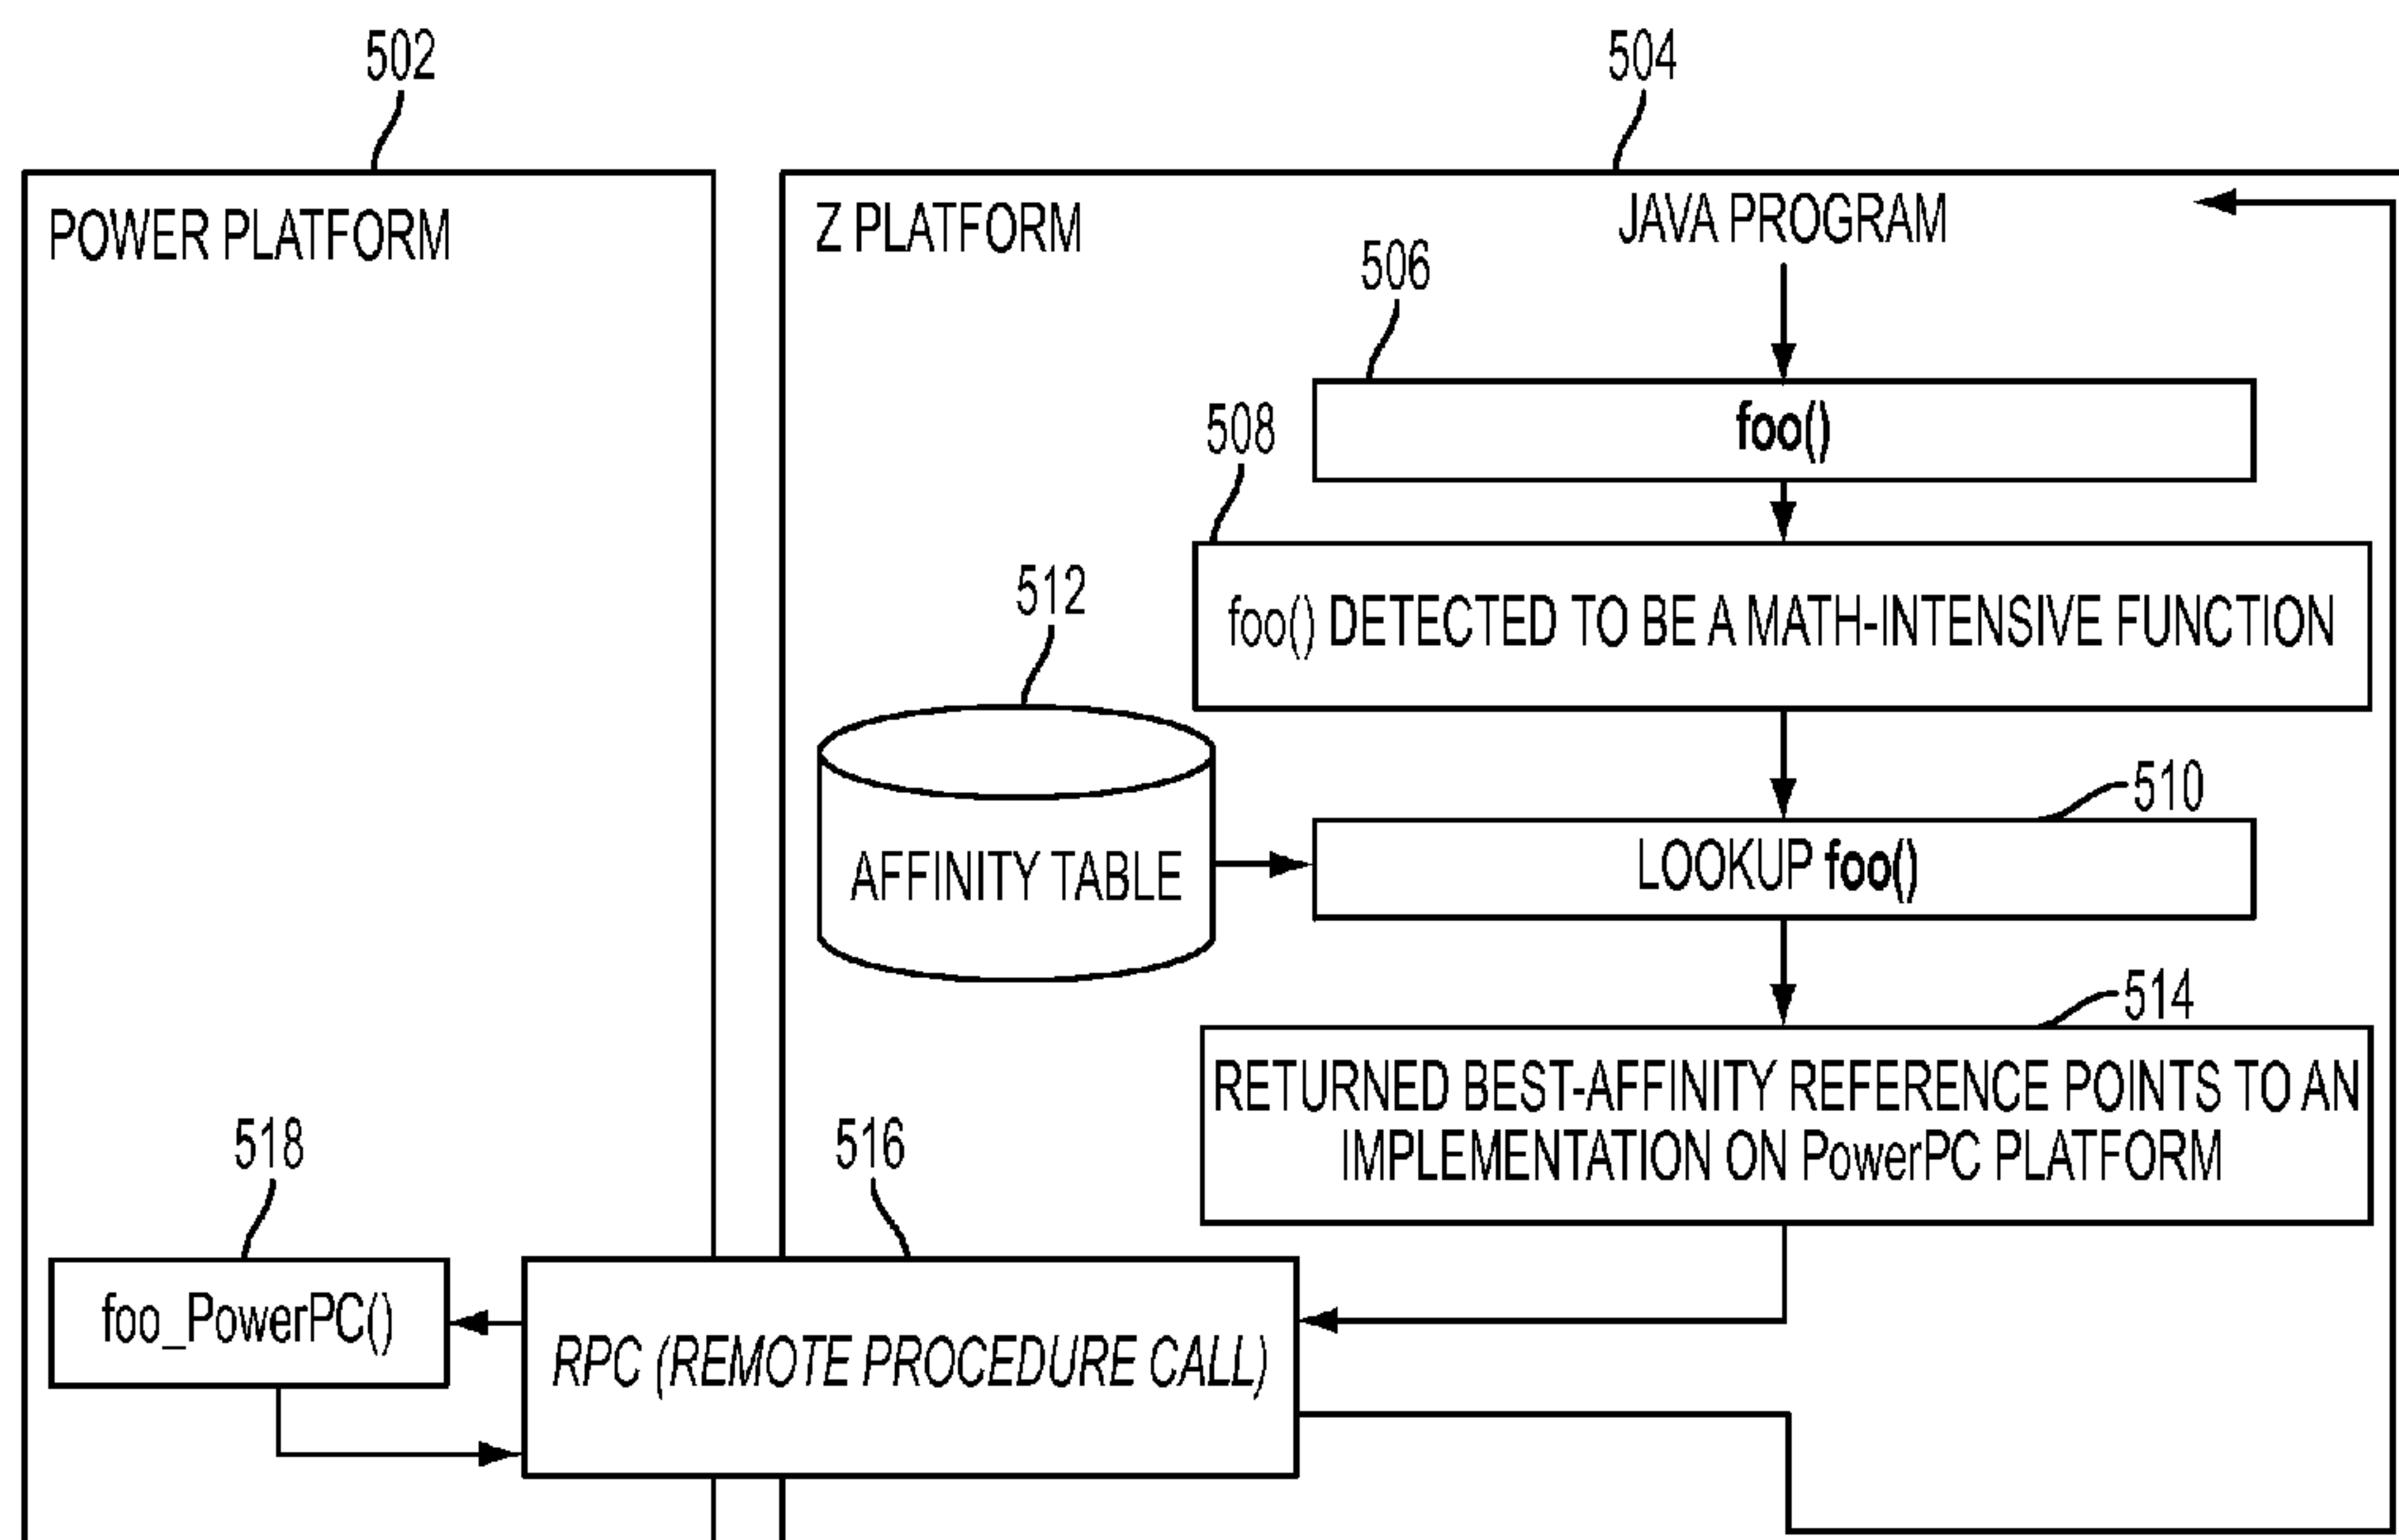 502
504
POWER PLATFORM
Z PLATFORM
JAVA PROGRAM
506
foo()
508
foo() DETECTED TO BE A MATH-INTENSIVE FUNCTION
512
AFFINITY TABLE
510
LOOKUP foo()
514
RETURNED BEST-AFFINITY REFERENCE POINTS TO AN
IMPLEMENTATION ON PowerPC PLATFORM
518
516
foo_PowerPC()
RPC (REMOTE PROCEDURE CALL)